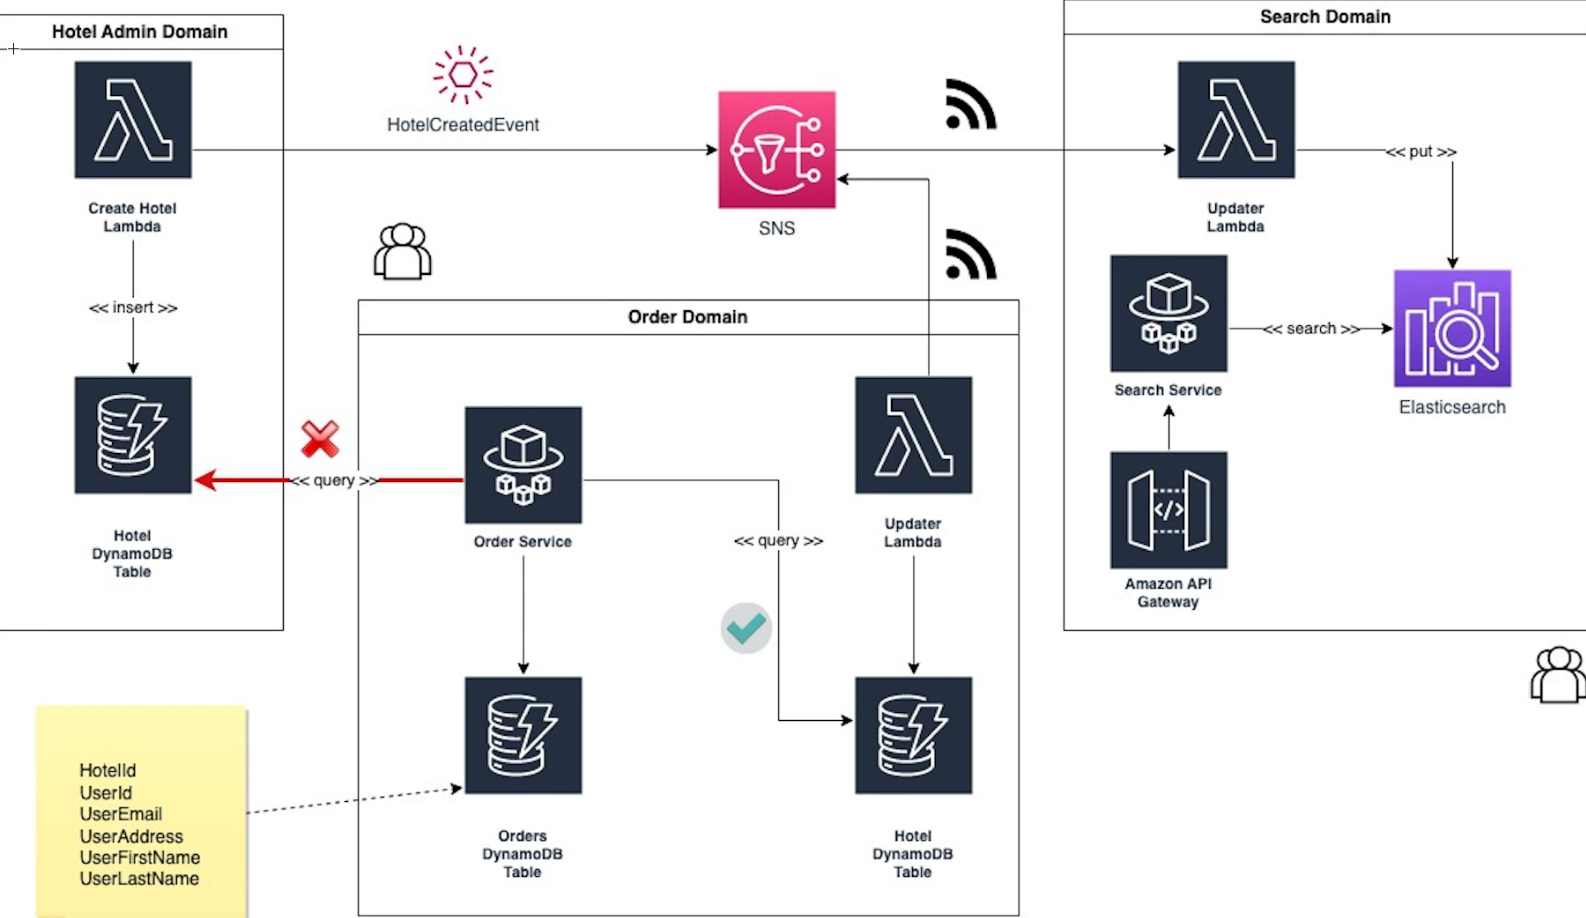 Hotel Admin Domain
Create Hotel
Lambda
<< insert >>
Hotel
DynamoDB
Table
HotelCreatedEvent
SNS
Search Domain
Updater
Lambda
<< put >>
Search Service
<< search >>
Elasticsearch
Amazon API
Gateway
Order Domain
<< query >>
Order Service
<< query >>
Updater
Lambda
Orders
DynamoDB
Table
Hotel
DynamoDB
Table
HotelId
UserId
UserEmail
UserAddress
UserFirstName
UserLastName